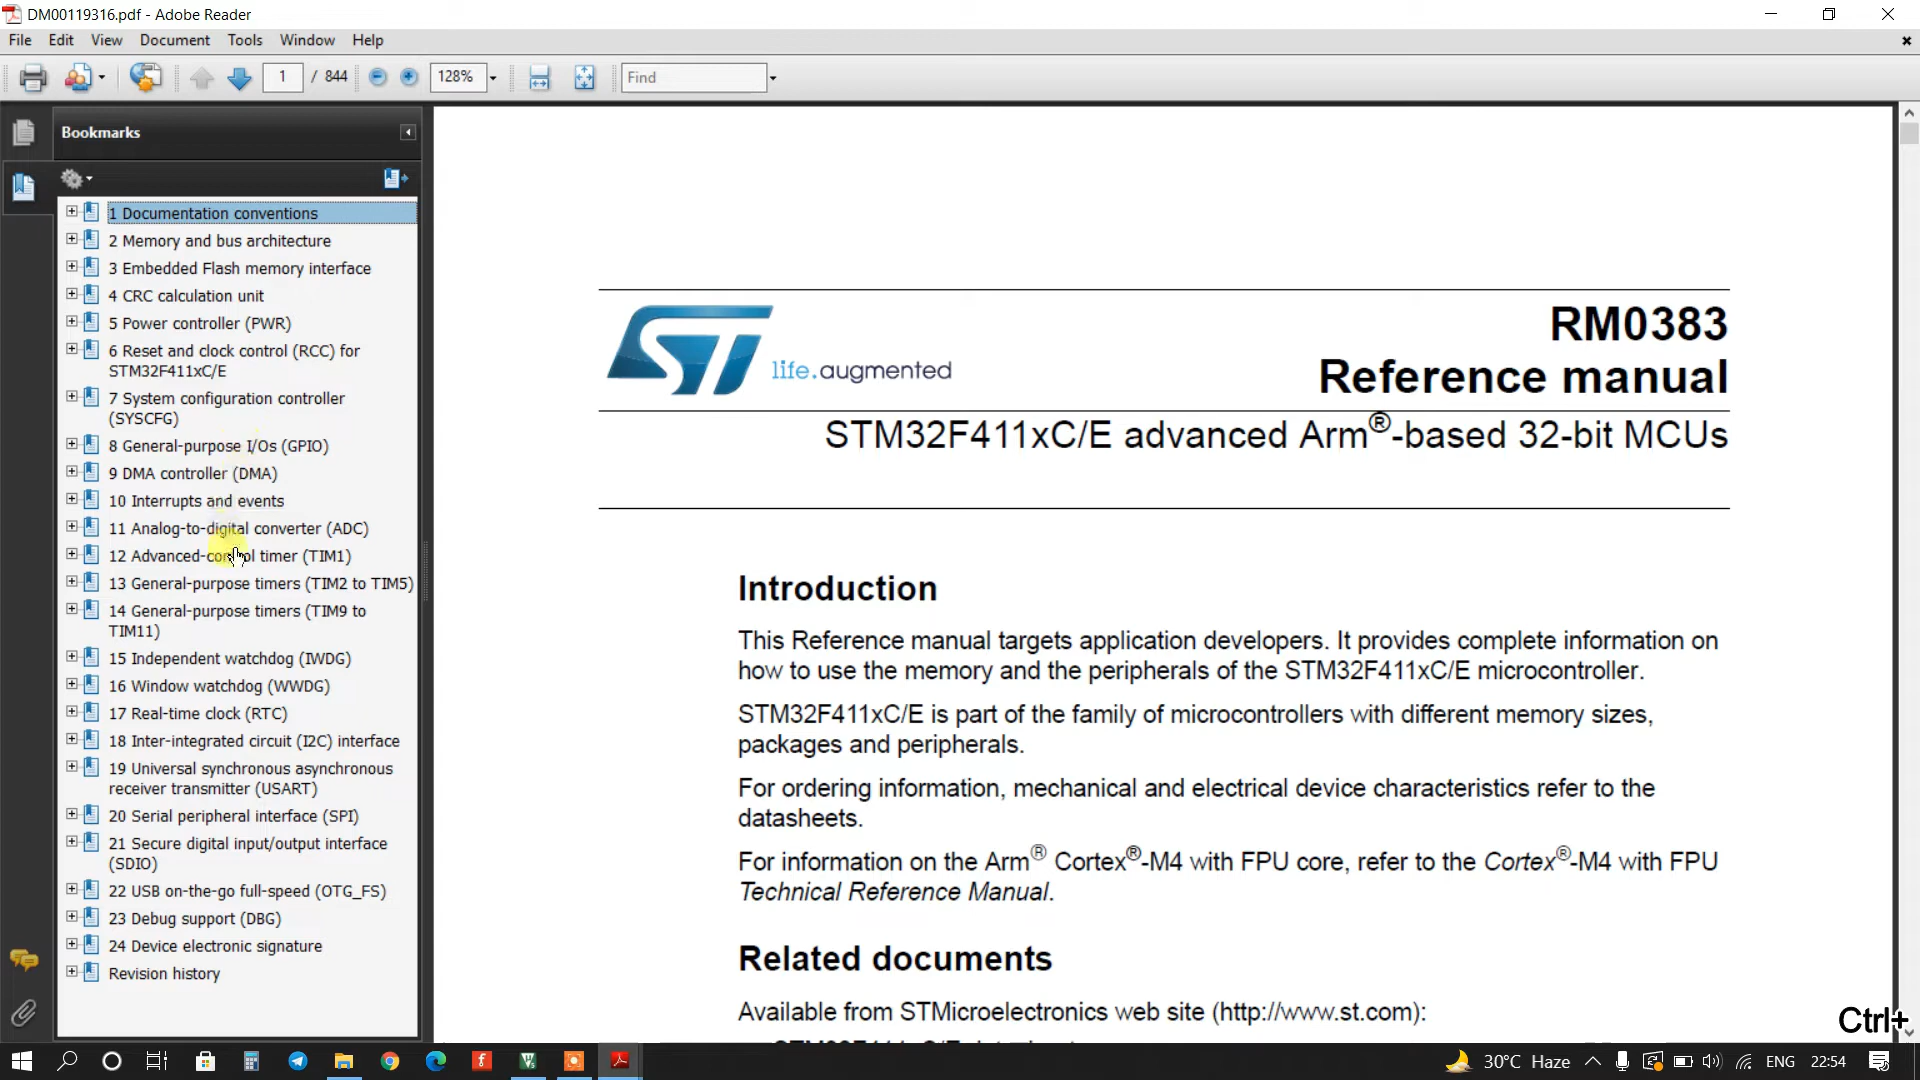 DM00119316.pdf - Adobe Reader
File Edit View Document Tools Window Help
1 / 844 128% Find
Bookmarks
1 Documentation conventions
2 Memory and bus architecture
3 Embedded Flash memory interface
4 CRC calculation unit
5 Power controller (PWR)
6 Reset and clock control (RCC) for
STM32F411xC/E
7 System configuration controller
(SYSCFG)
8 General-purpose I/Os (GPIO)
9 DMA controller (DMA)
10 Interrupts and events
11 Analog-to-digital converter (ADC)
12 Advanced-control timer (TIM1)
13 General-purpose timers (TIM2 to TIM5)
14 General-purpose timers (TIM9 to
TIM11)
15 Independent watchdog (IWDG)
16 Window watchdog (WWDG)
17 Real-time clock (RTC)
18 Inter-integrated circuit (I2C) interface
19 Universal synchronous asynchronous
receiver transmitter (USART)
20 Serial peripheral interface (SPI)
21 Secure digital input/output interface
(SDIO)
22 USB on-the-go full-speed (OTG_FS)
23 Debug support (DBG)
24 Device electronic signature
Revision history
ST life.augmented
RM0383
Reference manual
STM32F411xC/E advanced Arm®-based 32-bit MCUs
Introduction
This Reference manual targets application developers. It provides complete information on
how to use the memory and the peripherals of the STM32F411xC/E microcontroller.
STM32F411xC/E is part of the family of microcontrollers with different memory sizes,
packages and peripherals.
For ordering information, mechanical and electrical device characteristics refer to the
datasheets.
For information on the Arm® Cortex®-M4 with FPU core, refer to the Cortex®-M4 with FPU
Technical Reference Manual.
Related documents
Available from STMicroelectronics web site (http://www.st.com):
Ctrl+
30°C Haze ENG 22:54